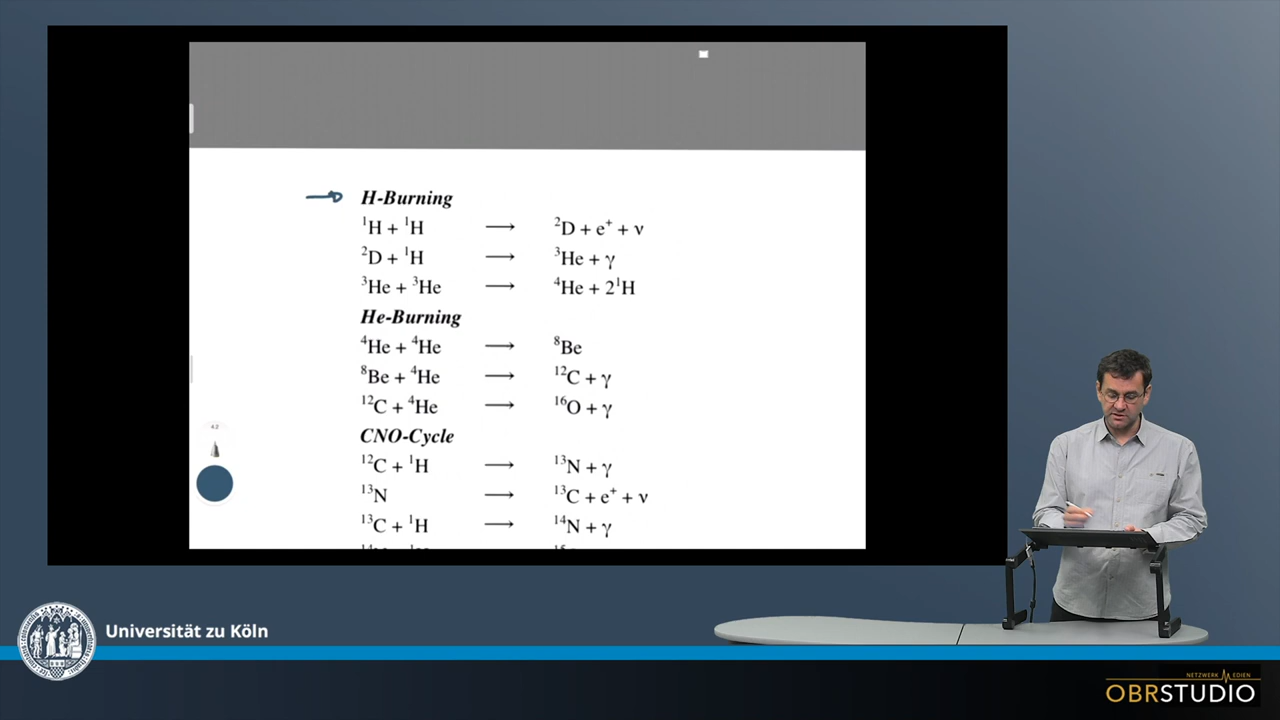 H-Burning
¹H + ¹H ⟶ ²D + e⁺ + ν
²D + ¹H ⟶ ³He + γ
³He + ³He ⟶ ⁴He + 2¹H
He-Burning
⁴He + ⁴He ⟶ ⁸Be
⁸Be + ⁴He ⟶ ¹²C + γ
¹²C + ⁴He ⟶ ¹⁶O + γ
CNO-Cycle
¹²C + ¹H ⟶ ¹³N + γ
¹³N ⟶ ¹³C + e⁺ + ν
¹³C + ¹H ⟶ ¹⁴N + γ
4.2
Universität zu Köln
NETZWERK MEDIEN
OBRSTUDIO